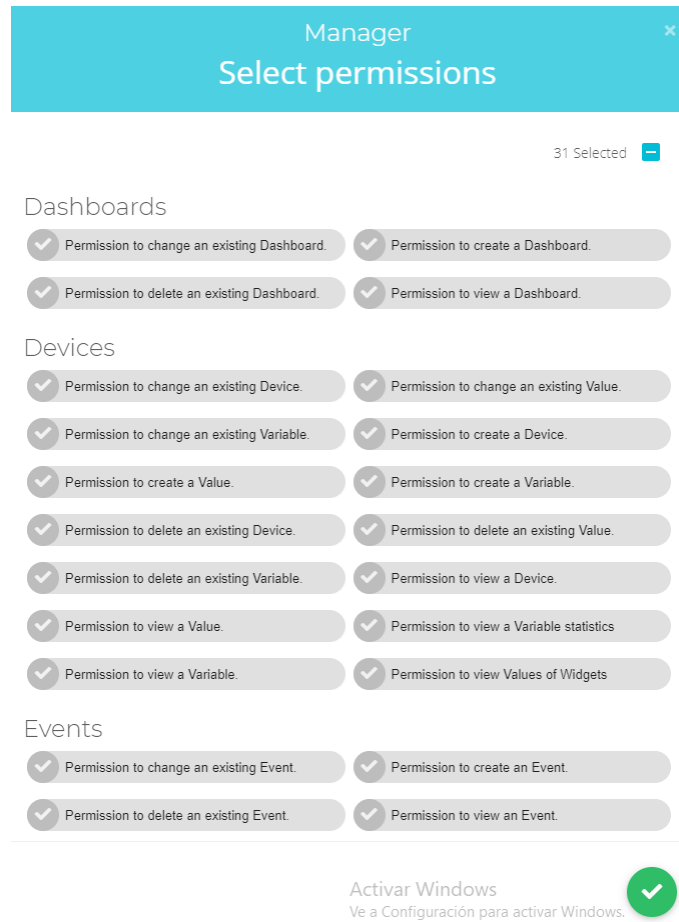 Manager
×
Select permissions
31 Selected
Dashboards
Permission to change an existing Dashboard.
Permission to create a Dashboard.
Permission to delete an existing Dashboard.
Permission to view a Dashboard.
Devices
Permission to change an existing Device.
Permission to change an existing Value.
Permission to change an existing Variable.
Permission to create a Device.
Permission to create a Value.
Permission to create a Variable.
Permission to delete an existing Device.
Permission to delete an existing Value.
Permission to delete an existing Variable.
Permission to view a Device.
Permission to view a Value.
Permission to view a Variable statistics
Permission to view a Variable.
Permission to view Values of Widgets
Events
Permission to change an existing Event.
Permission to create an Event.
Permission to delete an existing Event.
Permission to view an Event.
Activar Windows
Ve a Configuración para activar Windows.